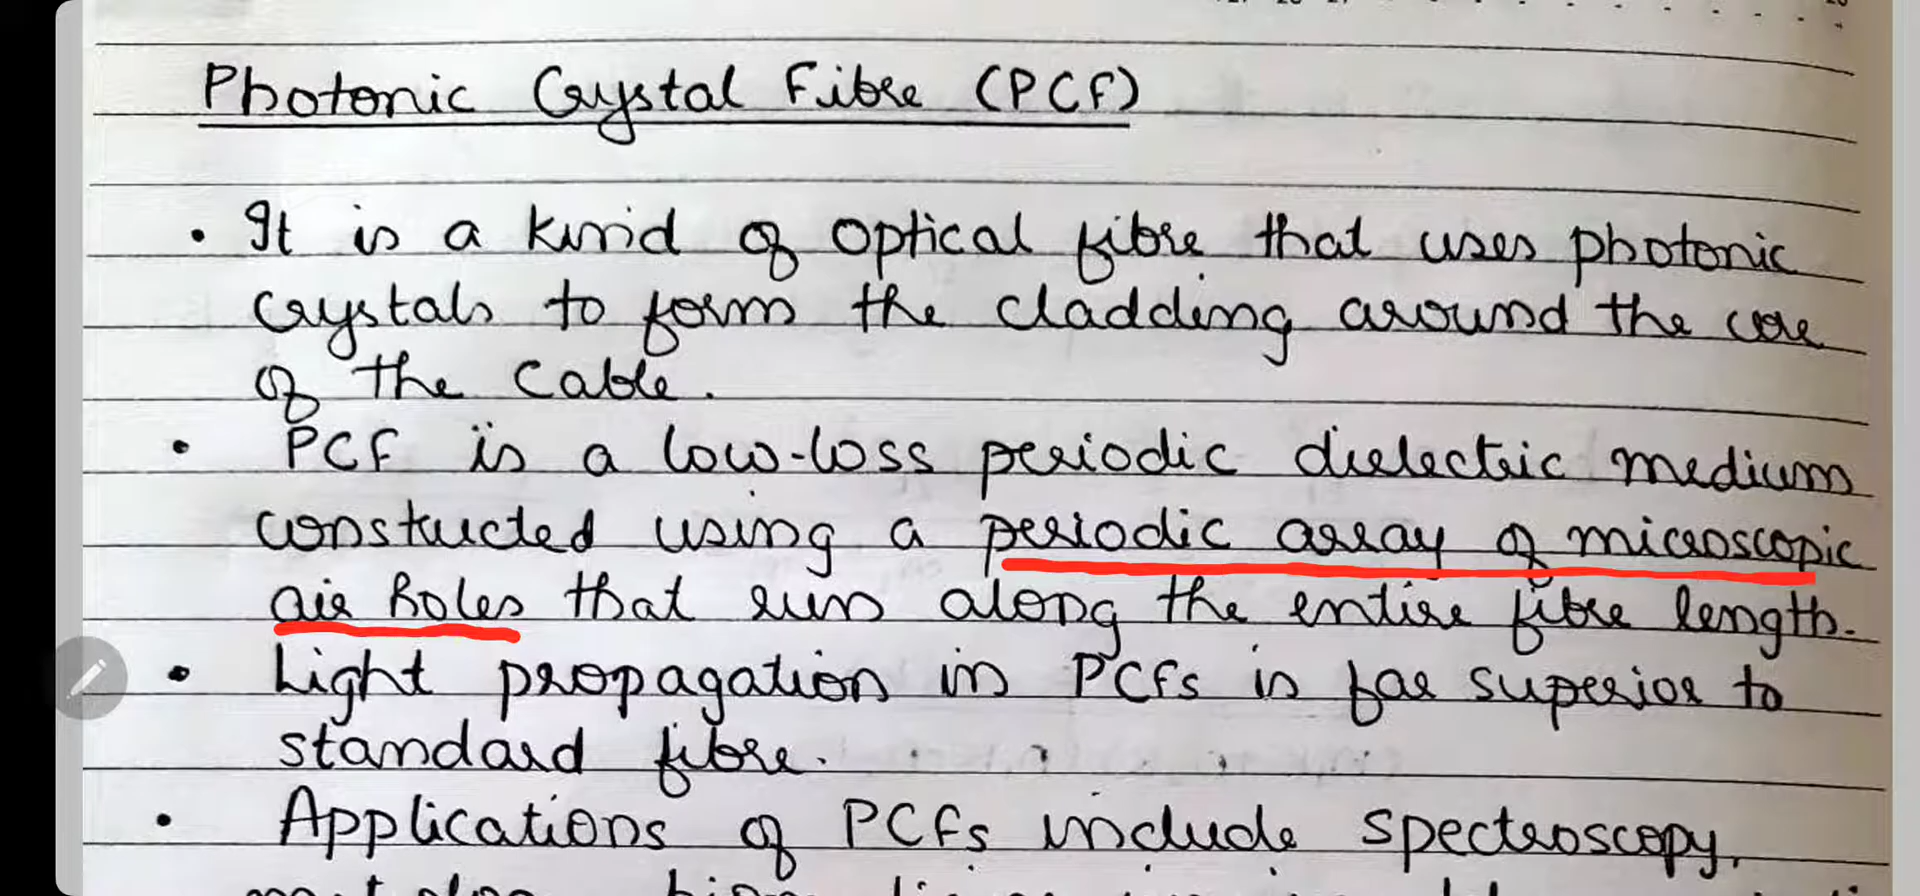 Photonic Crystal Fibre (PCF)
• It is a kind of optical fibre that uses photonic
crystals to form the cladding around the core
of the cable.
• PCF is a low-loss periodic dielectric medium
constucted using a periodic array of microscopic
air holes that run along the entire fibre length.
• Light propagation in PCFs is far superior to
standard fibre.
• Applications of PCFs include spectroscopy,